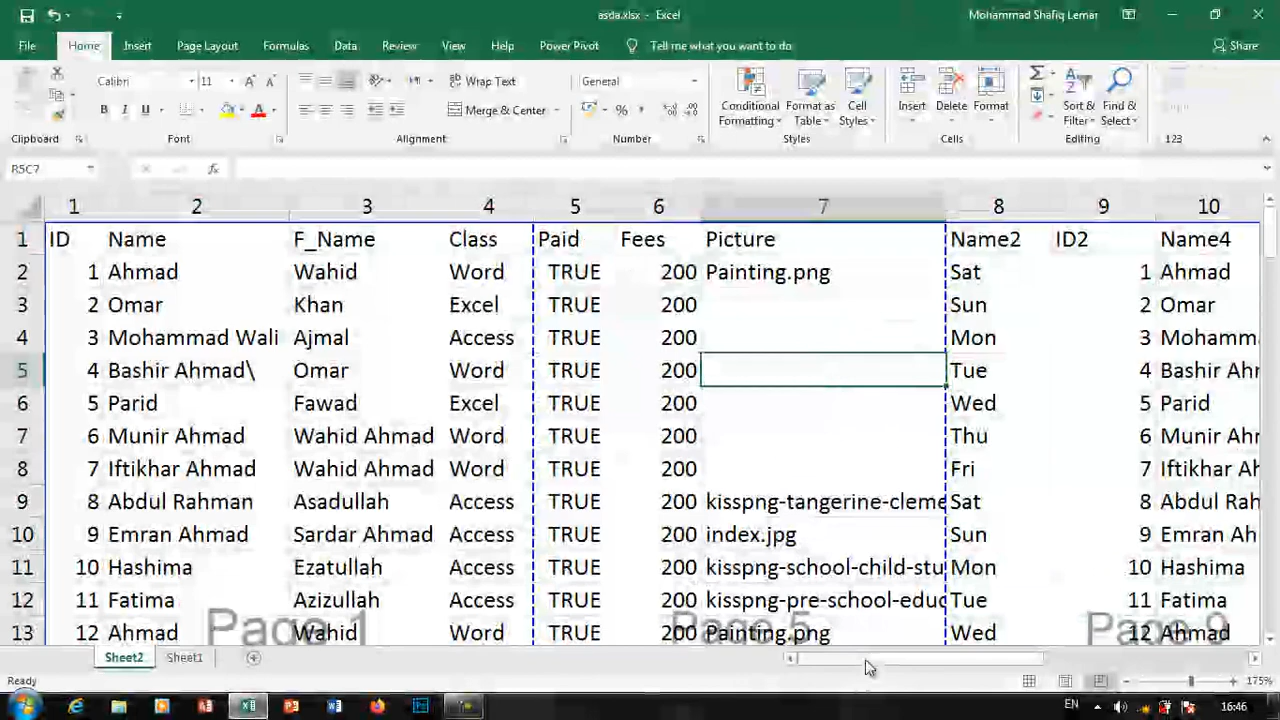 asda.xlsx - Excel
Mohammad Shafiq Lemar
File Home Insert Page Layout Formulas Data Review View Help Power Pivot Tell me what you want to do Share
Calibri 11 Wrap Text General
B I U Merge & Center % Conditional Formatting Format as Table Cell Styles Insert Delete Format Sort & Filter Find & Select
Clipboard Font Alignment Number Styles Cells Editing 123
R5C7 fx
1 2 3 4 5 6 7 8 9 10
1 ID Name F_Name Class Paid Fees Picture Name2 ID2 Name4
2 1 Ahmad Wahid Word TRUE 200 Painting.png Sat 1 Ahmad
3 2 Omar Khan Excel TRUE 200 Sun 2 Omar
4 3 Mohammad Wali Ajmal Access TRUE 200 Mon 3 Mohamm
5 4 Bashir Ahmad\ Omar Word TRUE 200 Tue 4 Bashir Ahr
6 5 Parid Fawad Excel TRUE 200 Wed 5 Parid
7 6 Munir Ahmad Wahid Ahmad Word TRUE 200 Thu 6 Munir Ahr
8 7 Iftikhar Ahmad Wahid Ahmad Word TRUE 200 Fri 7 Iftikhar Al
9 8 Abdul Rahman Asadullah Access TRUE 200 kisspng-tangerine-cleme Sat 8 Abdul Rah
10 9 Emran Ahmad Sardar Ahmad Access TRUE 200 index.jpg Sun 9 Emran Ah
11 10 Hashima Ezatullah Access TRUE 200 kisspng-school-child-stu Mon 10 Hashima
12 11 Fatima Azizullah Access TRUE 200 kisspng-pre-school-educ Tue 11 Fatima
13 12 Ahmad Wahid Word TRUE 200 Painting.png Wed 12 Ahmad
Page 1 Page 5 Page 9
Sheet2 Sheet1
Ready 175%
EN 16:46